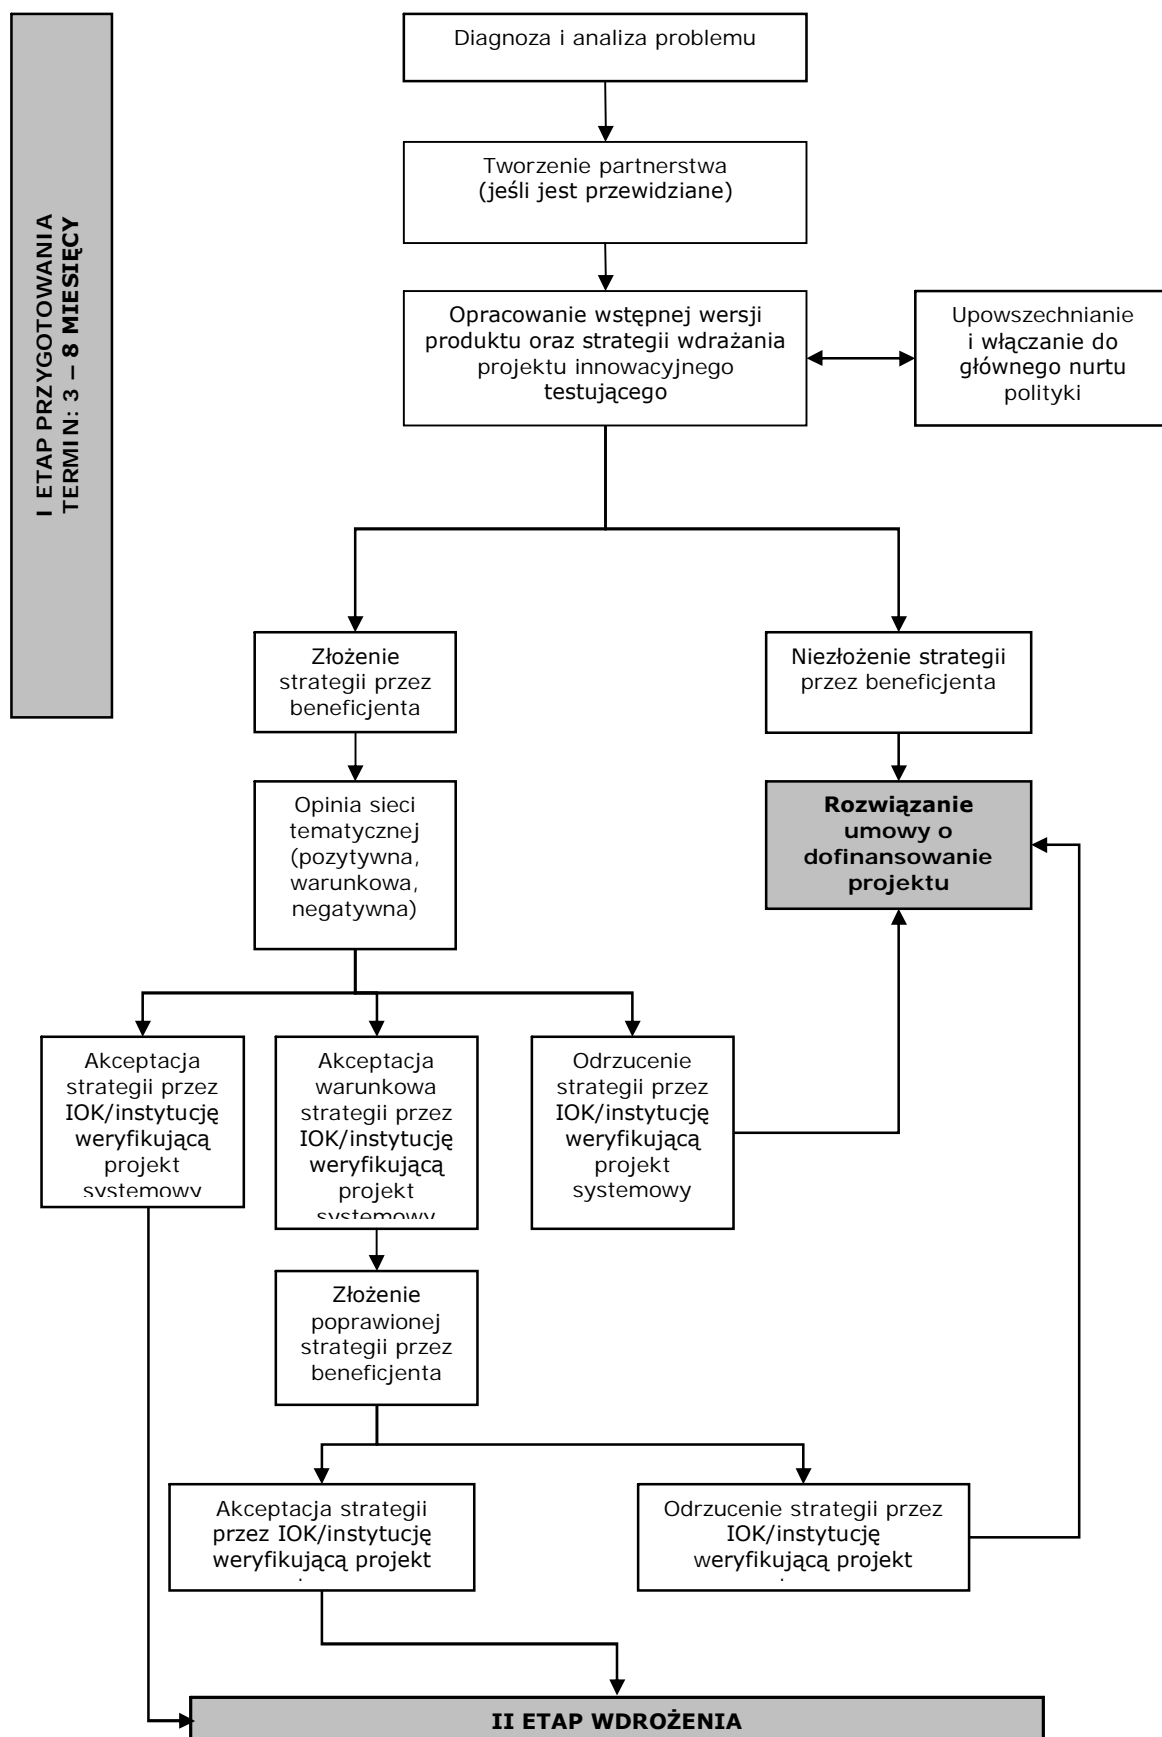 I ETAP PRZYGOTOWANIA
TERMIN: 3 – 8 MIESIĘCY
Diagnoza i analiza problemu
Tworzenie partnerstwa
(jeśli jest przewidziane)
Opracowanie wstępnej wersji
produktu oraz strategii wdrażania
projektu innowacyjnego
testującego
Upowszechnianie
i włączanie do
głównego nurtu
polityki
Złożenie
strategii przez
beneficjenta
Niezłożenie strategii
przez beneficjenta
Opinia sieci
tematycznej
(pozytywna,
warunkowa,
negatywna)
Rozwiązanie
umowy o
dofinansowanie
projektu
Akceptacja
strategii przez
IOK/instytucję
weryfikującą
projekt
systemowy
Akceptacja
warunkowa
strategii przez
IOK/instytucję
weryfikującą
projekt
systemowy
Odrzucenie
strategii przez
IOK/instytucję
weryfikującą
projekt
systemowy
Złożenie
poprawionej
strategii przez
beneficjenta
Akceptacja strategii
przez IOK/instytucję
weryfikującą projekt
Odrzucenie strategii przez
IOK/instytucję
weryfikującą projekt
II ETAP WDROŻENIA